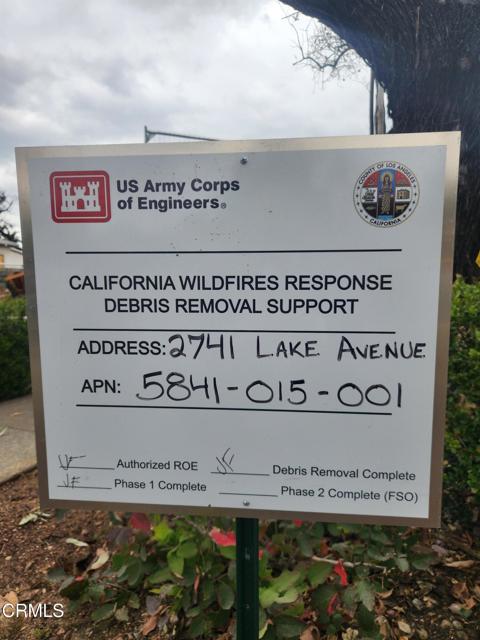 US Army Corps
of Engineers®
COUNTY OF LOS ANGELES
CALIFORNIA
CALIFORNIA WILDFIRES RESPONSE
DEBRIS REMOVAL SUPPORT
ADDRESS: 2741 LAKE AVENUE
APN: 5841-015-001
Authorized ROE Debris Removal Complete
JF Phase 1 Complete Phase 2 Complete (FSO)
© CRMLS